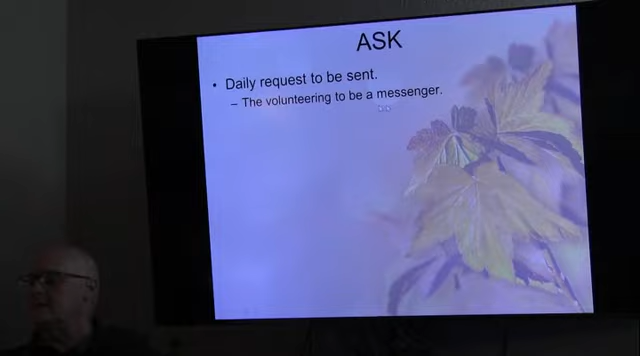 ASK
• Daily request to be sent.
– The volunteering to be a messenger.